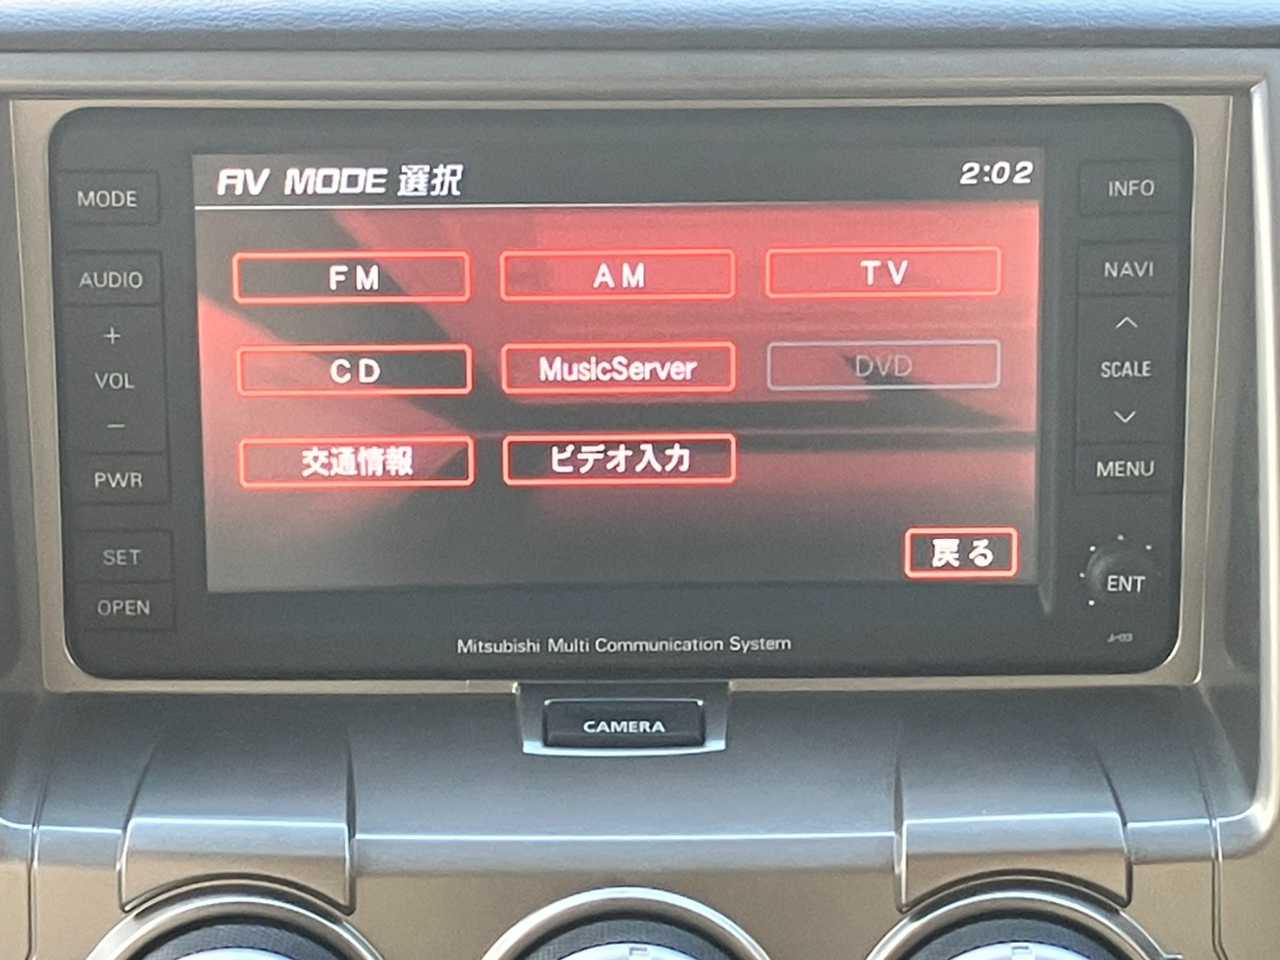 AV MODE 選択 2:02
FM AM TV
CD MusicServer DVD
交通情報 ビデオ入力
戻る
MODE
AUDIO
+
VOL
−
PWR
SET
OPEN
INFO
NAVI
SCALE
MENU
ENT
J-03
Mitsubishi Multi Communication System
CAMERA